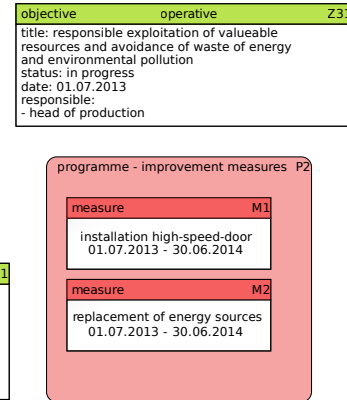 objective operative Z31
title: responsible exploitation of valueable
resources and avoidance of waste of energy
and environmental pollution
status: in progress
date: 01.07.2013
responsible:
- head of production
programme - improvement measures P2
measure M1
installation high-speed-door
01.07.2013 - 30.06.2014
measure M2
replacement of energy sources
01.07.2013 - 30.06.2014
1